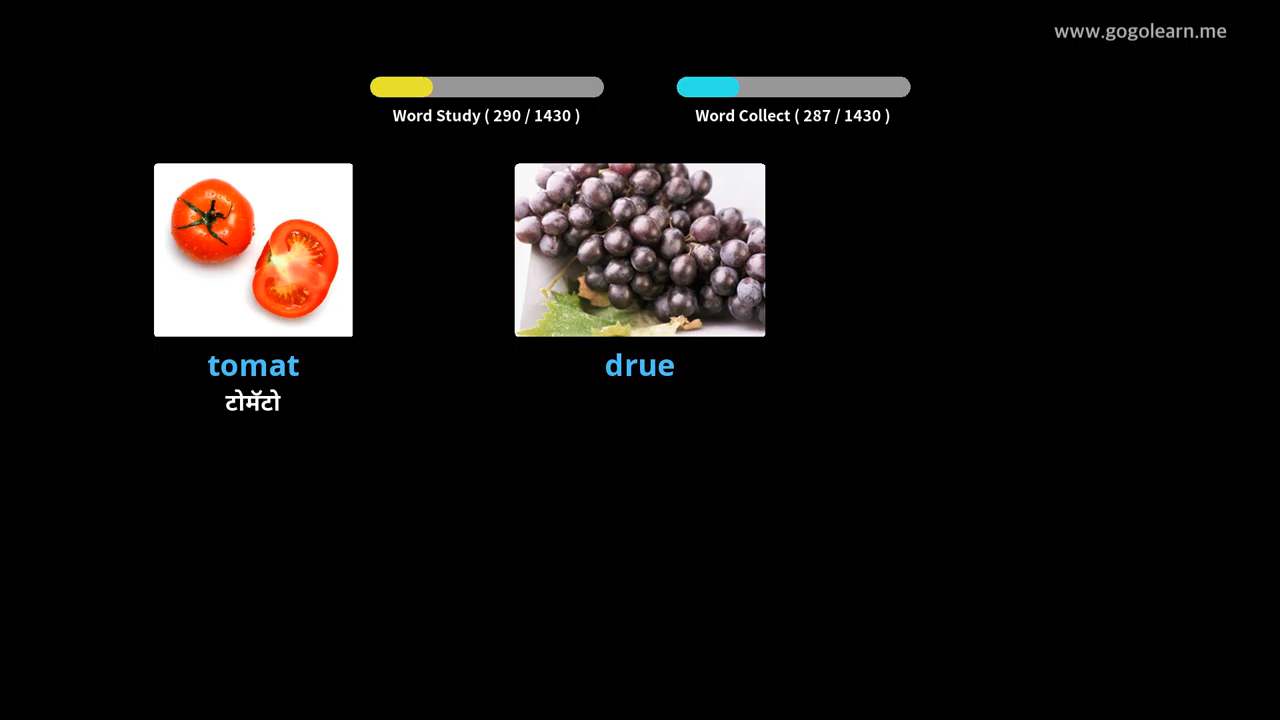 www.gogolearn.me
Word Study ( 290 / 1430 )
Word Collect ( 287 / 1430 )
tomat
टोमॅटो
drue